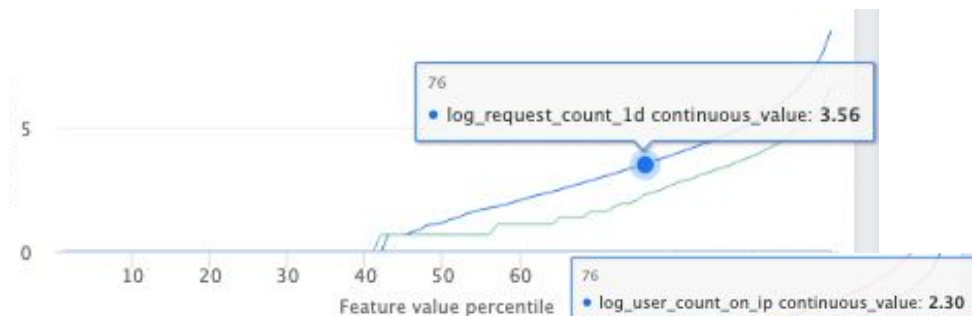 76
• log_request_count_1d continuous_value: 3.56
5
0
10 20 30 40 50 60
Feature value percentile
76
• log_user_count_on_ip continuous_value: 2.30